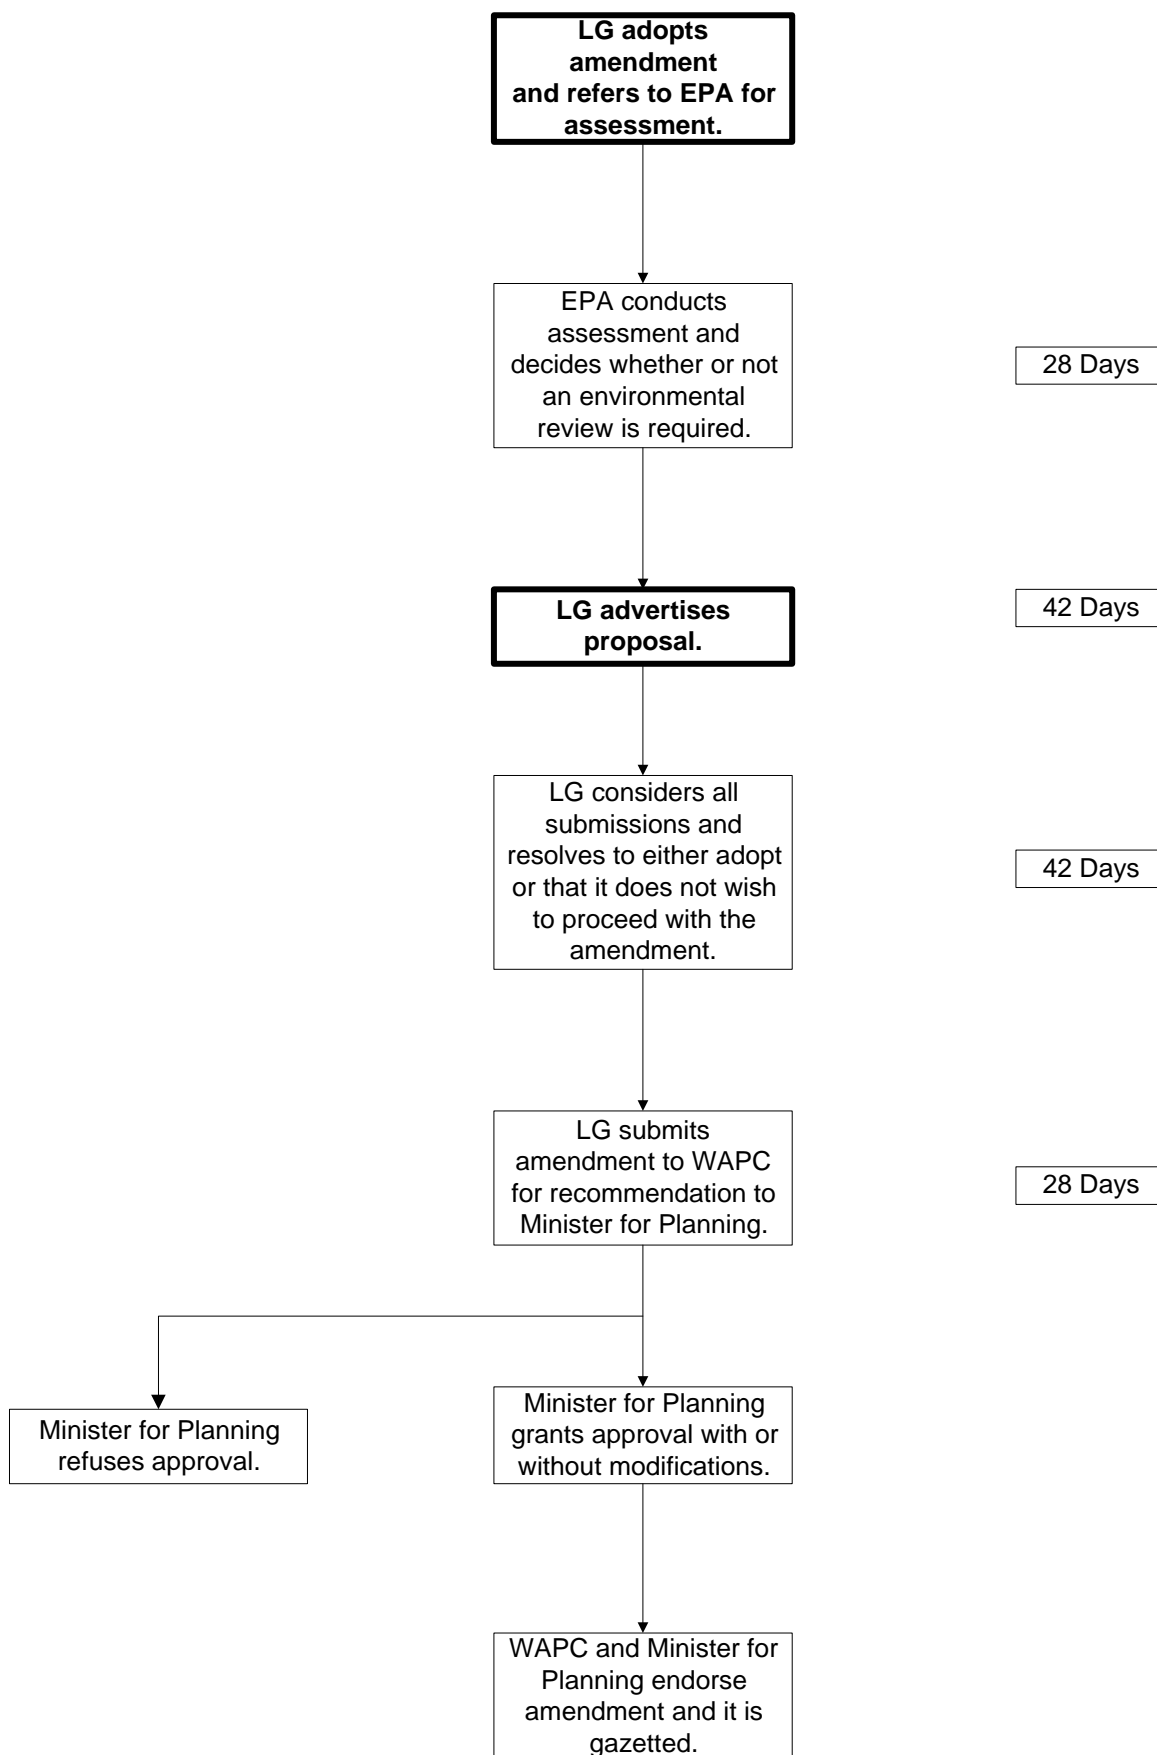 LG adopts
amendment
and refers to EPA for
assessment.
EPA conducts
assessment and
decides whether or not
an environmental
review is required.
28 Days
LG advertises
proposal.
42 Days
LG considers all
submissions and
resolves to either adopt
or that it does not wish
to proceed with the
amendment.
42 Days
LG submits
amendment to WAPC
for recommendation to
Minister for Planning.
28 Days
Minister for Planning
refuses approval.
Minister for Planning
grants approval with or
without modifications.
WAPC and Minister for
Planning endorse
amendment and it is
gazetted.